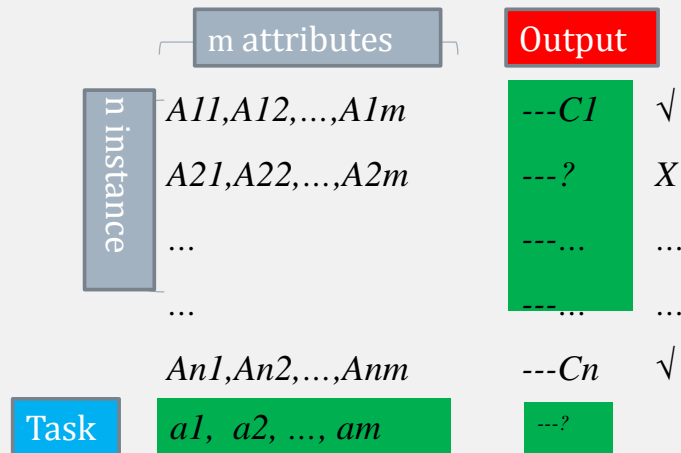 m attributes Output
n instance
A11,A12,...,A1m ---C1 √
A21,A22,...,A2m ---? X
... ---... ...
... ---... ...
An1,An2,...,Anm ---Cn √
Task a1, a2, ..., am ---?